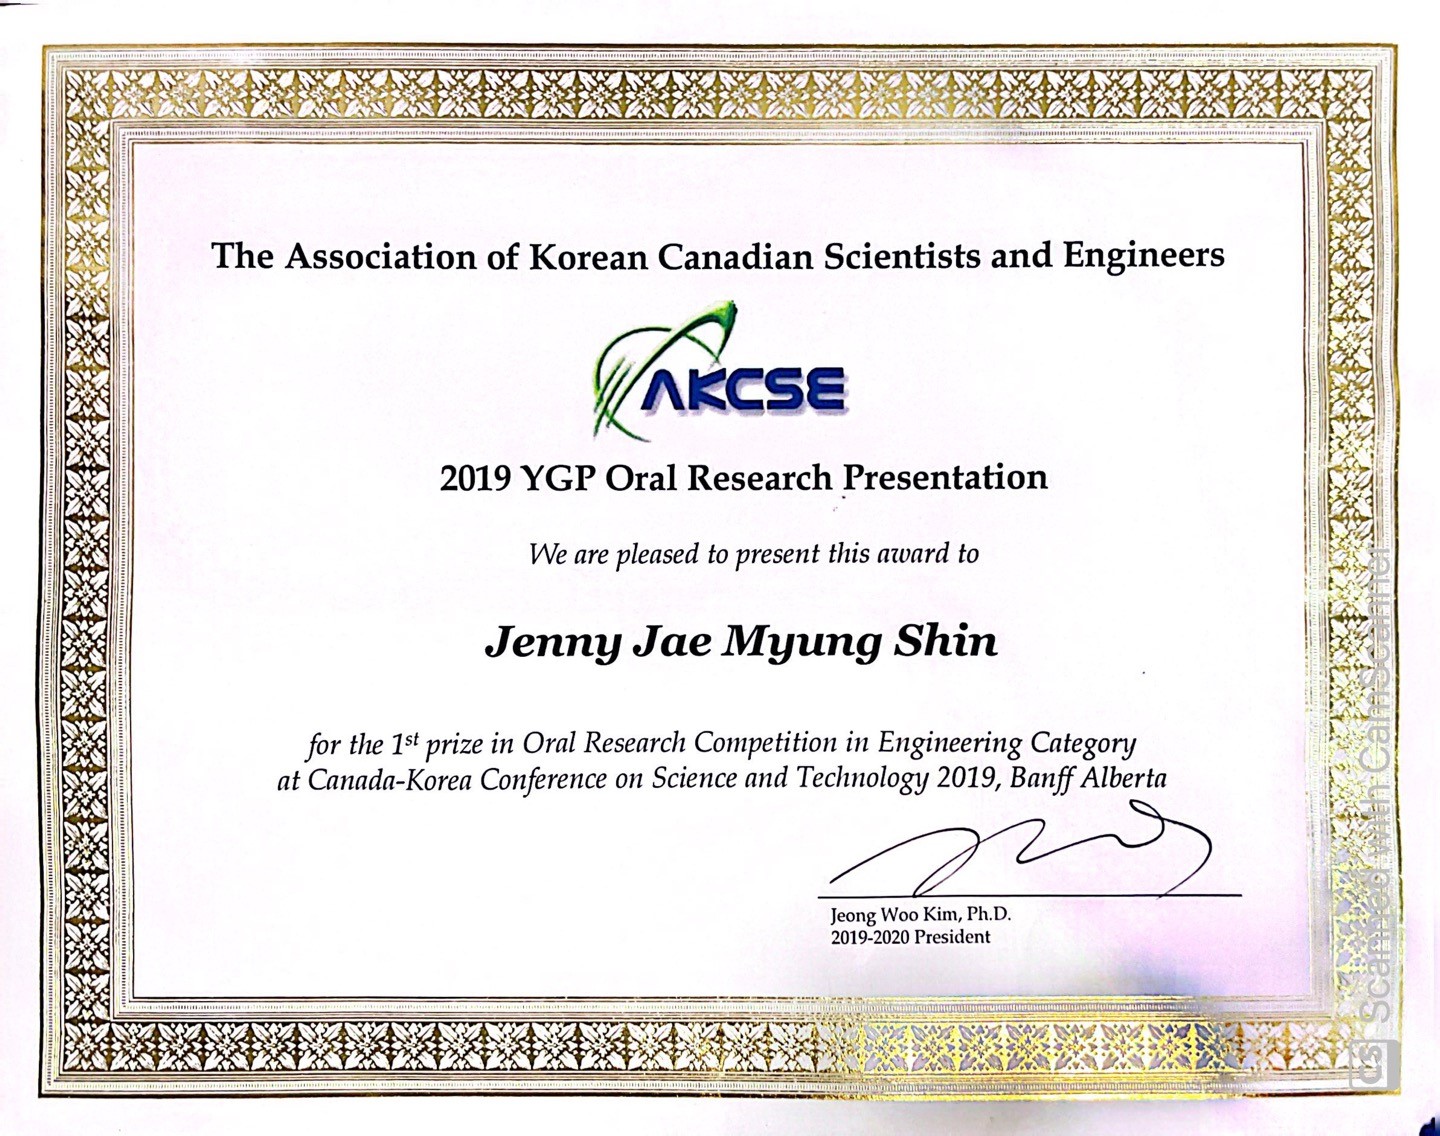 The Association of Korean Canadian Scientists and Engineers
AKCSE
2019 YGP Oral Research Presentation
We are pleased to present this award to
Jenny Jae Myung Shin
for the 1st prize in Oral Research Competition in Engineering Category
at Canada-Korea Conference on Science and Technology 2019, Banff Alberta
Jeong Woo Kim, Ph.D.
2019-2020 President
CS Scanned with CamScanner